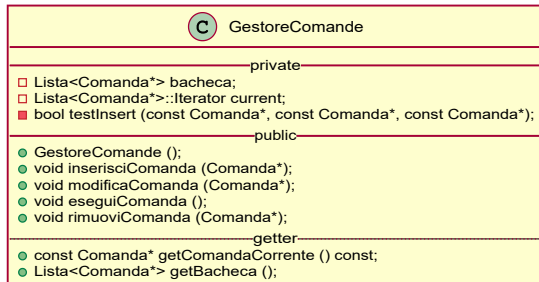 C GestoreComande
private
Lista<Comanda*> bacheca;
Lista<Comanda*>::Iterator current;
bool testInsert (const Comanda*, const Comanda*, const Comanda*);
public
GestoreComande ();
void inserisciComanda (Comanda*);
void modificaComanda (Comanda*);
void eseguiComanda ();
void rimuoviComanda (Comanda*);
getter
const Comanda* getComandaCorrente () const;
Lista<Comanda*> getBacheca ();